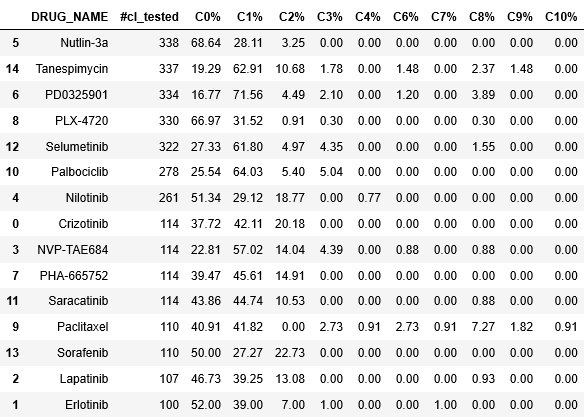 DRUG_NAME #cl_tested C0% C1% C2% C3% C4% C6% C7% C8% C9% C10%
5 Nutlin-3a 338 68.64 28.11 3.25 0.00 0.00 0.00 0.00 0.00 0.00 0.00
14 Tanespimycin 337 19.29 62.91 10.68 1.78 0.00 1.48 0.00 2.37 1.48 0.00
6 PD0325901 334 16.77 71.56 4.49 2.10 0.00 1.20 0.00 3.89 0.00 0.00
8 PLX-4720 330 66.97 31.52 0.91 0.30 0.00 0.00 0.00 0.30 0.00 0.00
12 Selumetinib 322 27.33 61.80 4.97 4.35 0.00 0.00 0.00 1.55 0.00 0.00
10 Palbociclib 278 25.54 64.03 5.40 5.04 0.00 0.00 0.00 0.00 0.00 0.00
4 Nilotinib 261 51.34 29.12 18.77 0.00 0.77 0.00 0.00 0.00 0.00 0.00
0 Crizotinib 114 37.72 42.11 20.18 0.00 0.00 0.00 0.00 0.00 0.00 0.00
3 NVP-TAE684 114 22.81 57.02 14.04 4.39 0.00 0.88 0.00 0.88 0.00 0.00
7 PHA-665752 114 39.47 45.61 14.91 0.00 0.00 0.00 0.00 0.00 0.00 0.00
11 Saracatinib 114 43.86 44.74 10.53 0.00 0.00 0.00 0.00 0.88 0.00 0.00
9 Paclitaxel 110 40.91 41.82 0.00 2.73 0.91 2.73 0.91 7.27 1.82 0.91
13 Sorafenib 110 50.00 27.27 22.73 0.00 0.00 0.00 0.00 0.00 0.00 0.00
2 Lapatinib 107 46.73 39.25 13.08 0.00 0.00 0.00 0.00 0.93 0.00 0.00
1 Erlotinib 100 52.00 39.00 7.00 1.00 0.00 0.00 1.00 0.00 0.00 0.00